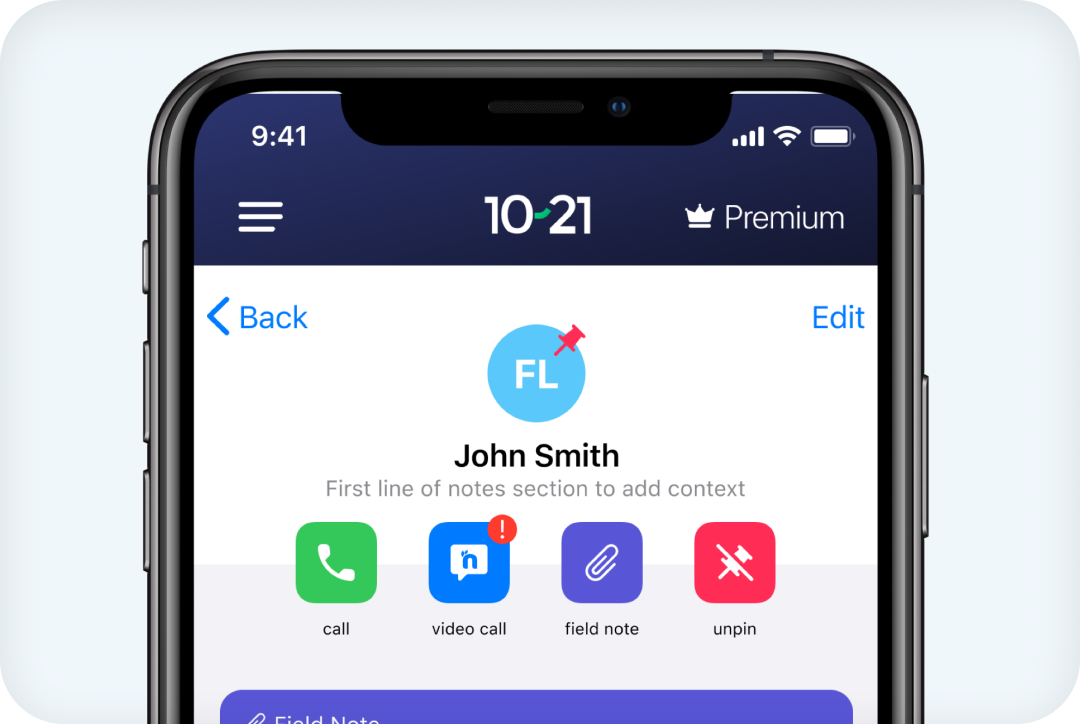 9:41
10-21
Premium
Back
Edit
FL
John Smith
First line of notes section to add context
!
n
call
video call
field note
unpin
Field Note